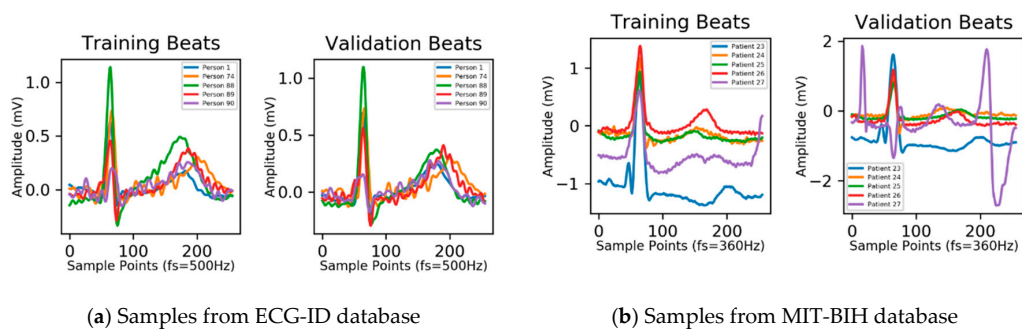 Training Beats
Amplitude (mV)
1.0
0.5
0.0
Person 1
Person 74
Person 88
Person 89
Person 90
0
100
200
Sample Points (fs=500Hz)
Validation Beats
1.0
0.5
0.0
Person 1
Person 74
Person 88
Person 89
Person 90
0
100
200
Sample Points (fs=500Hz)
(a) Samples from ECG-ID database
Training Beats
Amplitude (mV)
1
0
−1
Patient 23
Patient 24
Patient 25
Patient 26
Patient 27
0
100
200
Sample Points (fs=360Hz)
Validation Beats
Amplitude (mV)
2
0
−2
Patient 23
Patient 24
Patient 25
Patient 26
Patient 27
0
100
200
Sample Points (fs=360Hz)
(b) Samples from MIT-BIH database